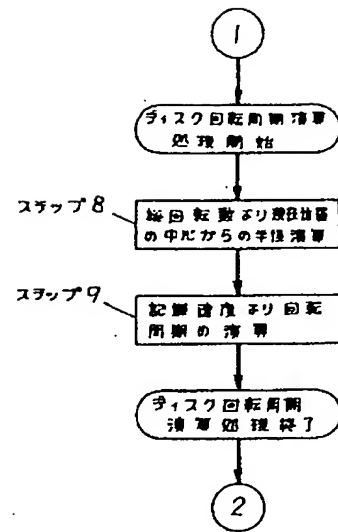 1
ディスク回転周期演算
処理開始
ステップ8
総回転数より現在位置
の中心からの半径演算
ステップ9
記録速度より回転
周期の演算
ディスク回転周期
演算処理終了
2